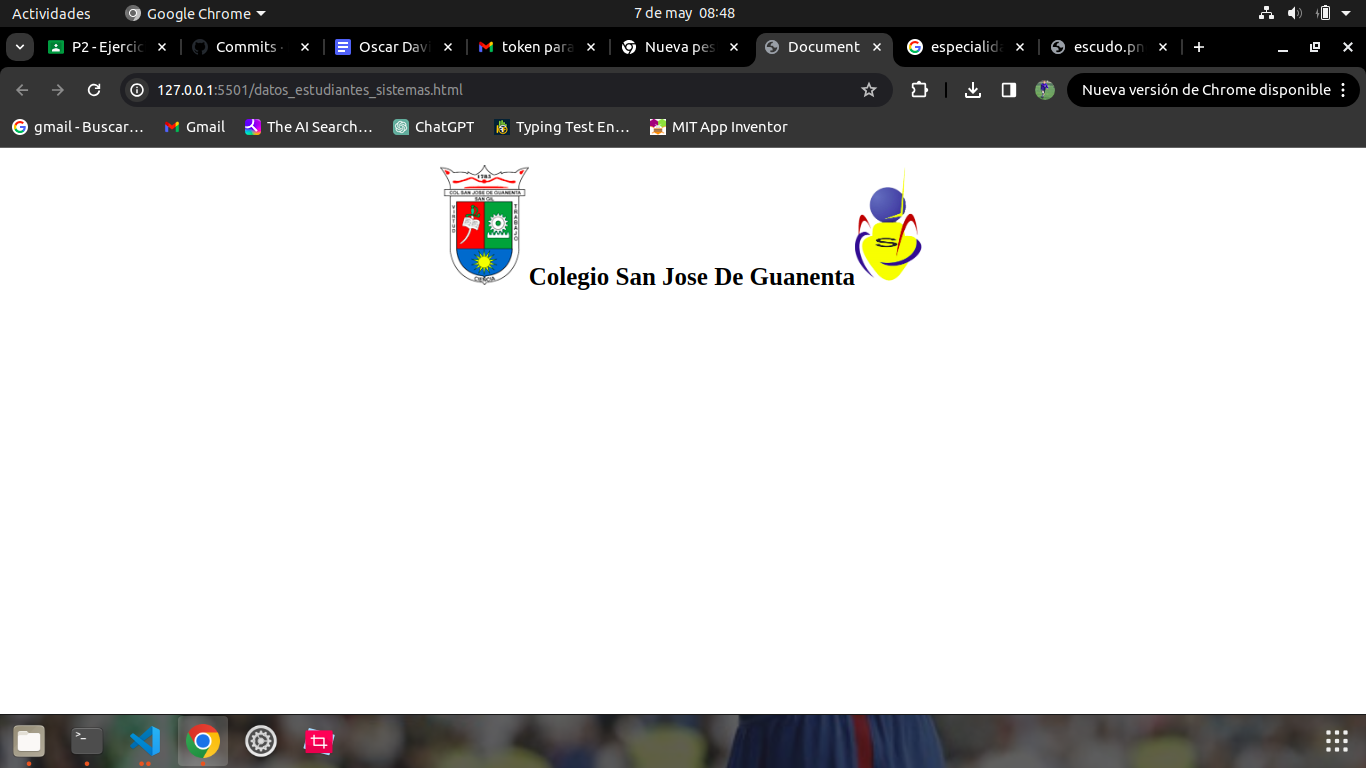 Actividades Google Chrome 7 de may 08:48
P2 - Ejercic Commits - Oscar Davi token para Nueva pes Document especialida escudo.pn
127.0.0.1:5501/datos_estudiantes_sistemas.html Nueva versión de Chrome disponible
gmail - Buscar… Gmail The AI Search… ChatGPT Typing Test En… MIT App Inventor
1783
COL SAN JOSE DE GUANENTA
SAN GIL
VIRTUD
TRABAJO
CIENCIA
S
Colegio San Jose De Guanenta